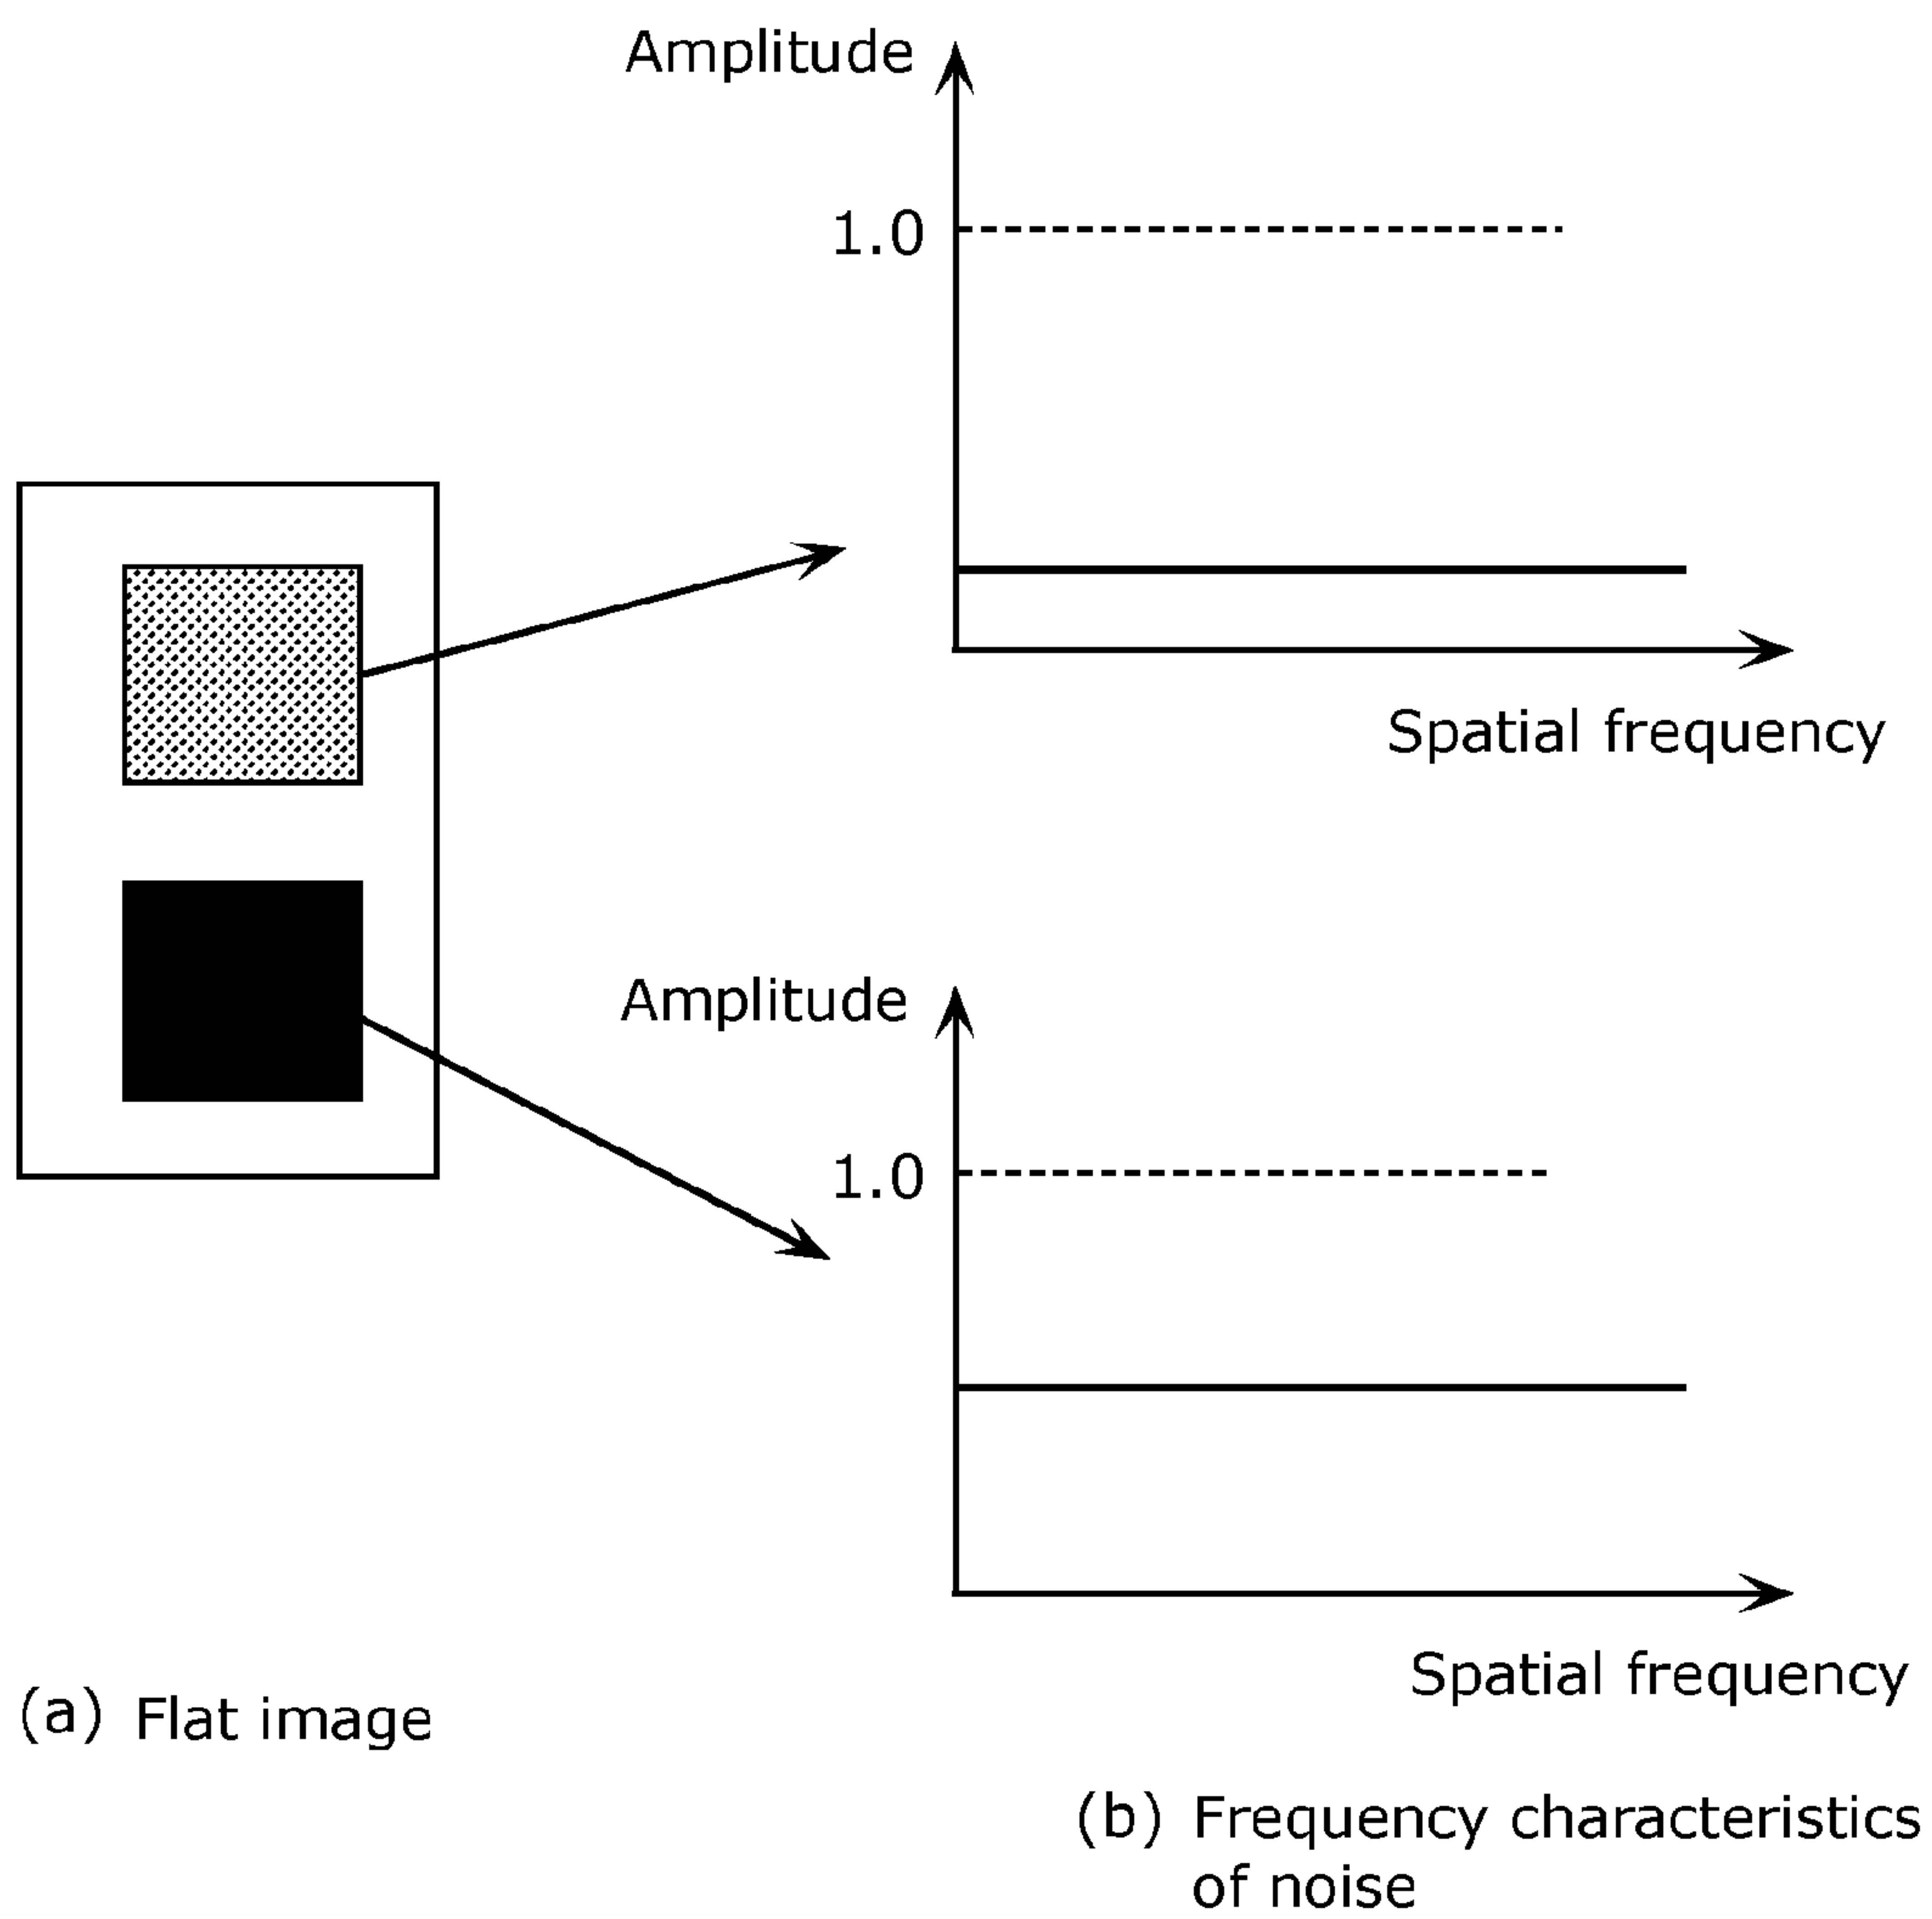 Amplitude
1.0
Spatial frequency
Amplitude
1.0
Spatial frequency
(a) Flat image
(b) Frequency characteristics
of noise